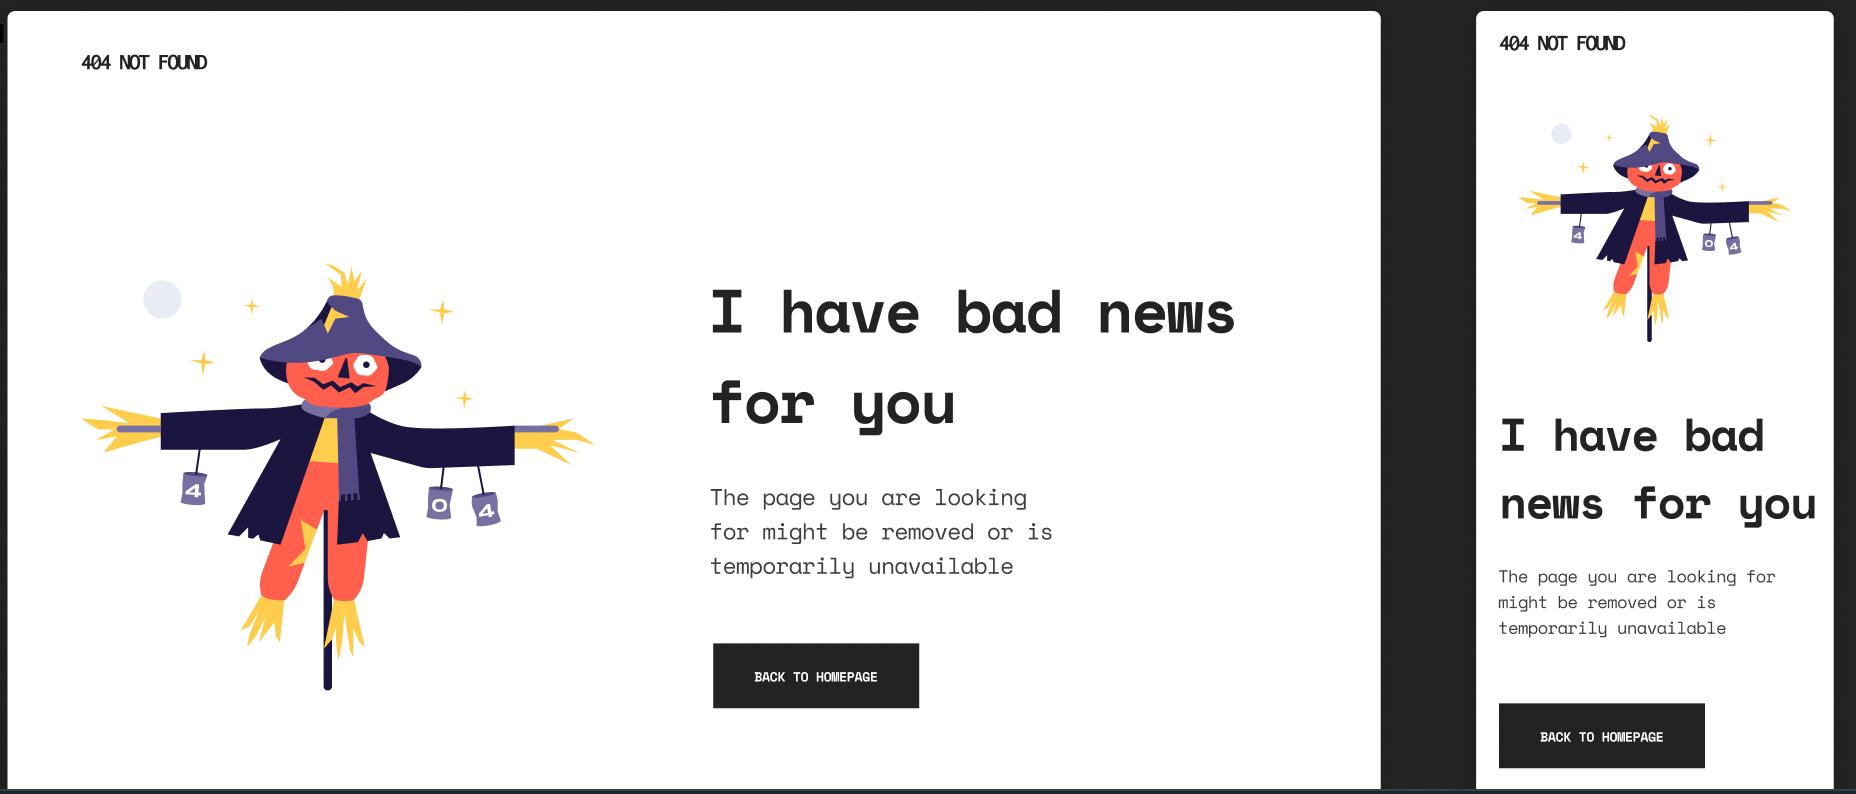 404 NOT FOUND
4
0
4
I have bad news
for you
The page you are looking
for might be removed or is
temporarily unavailable
BACK TO HOMEPAGE
404 NOT FOUND
4
0
4
I have bad
news for you
The page you are looking for
might be removed or is
temporarily unavailable
BACK TO HOMEPAGE